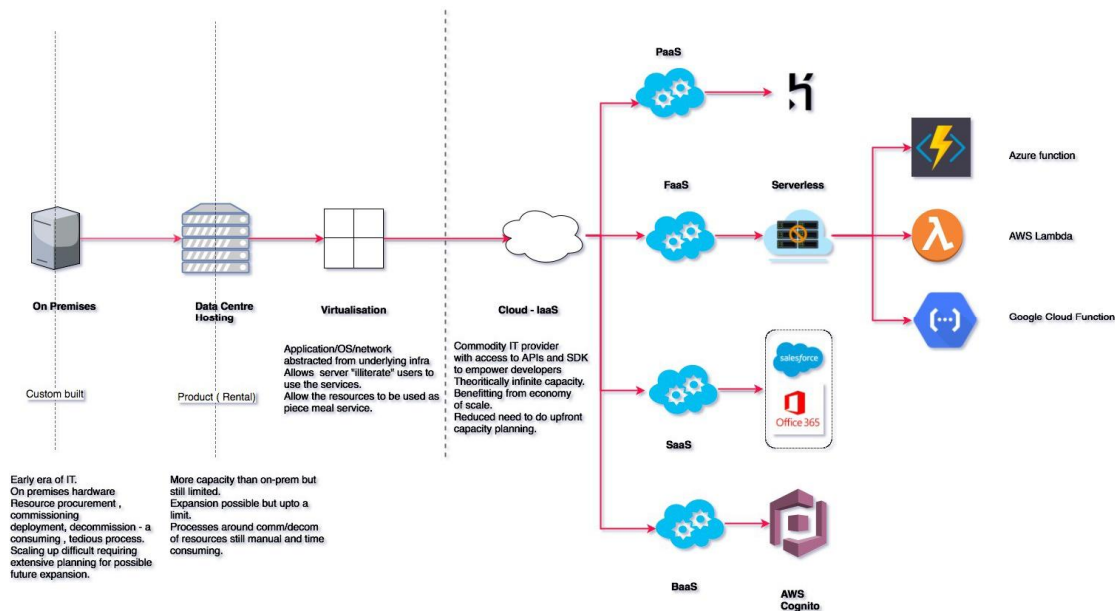 PaaS
FaaS
Serverless
Azure function
AWS Lambda
Google Cloud Function
On Premises
Data Centre
Hosting
Virtualisation
Cloud - IaaS
Application/OS/network
abstracted from underlying infra
Allows server "illiterate" users to
use the services.
Allow the resources to be used as
piece meal service.
Commodity IT provider
with access to APIs and SDK
to empower developers
Theoritically infinite capacity.
Benefitting from economy
of scale.
Reduced need to do upfront
capacity planning.
Custom built
Product ( Rental)
salesforce
Office 365
SaaS
Early era of IT.
On premises hardware
Resource procurement ,
commissioning
deployment, decommission - a
consuming , tedious process.
Scaling up difficult requiring
extensive planning for possible
future expansion.
More capacity than on-prem but
still limited.
Expansion possible but upto a
limit.
Processes around comm/decom
of resources still manual and time
consuming.
BaaS
AWS
Cognito